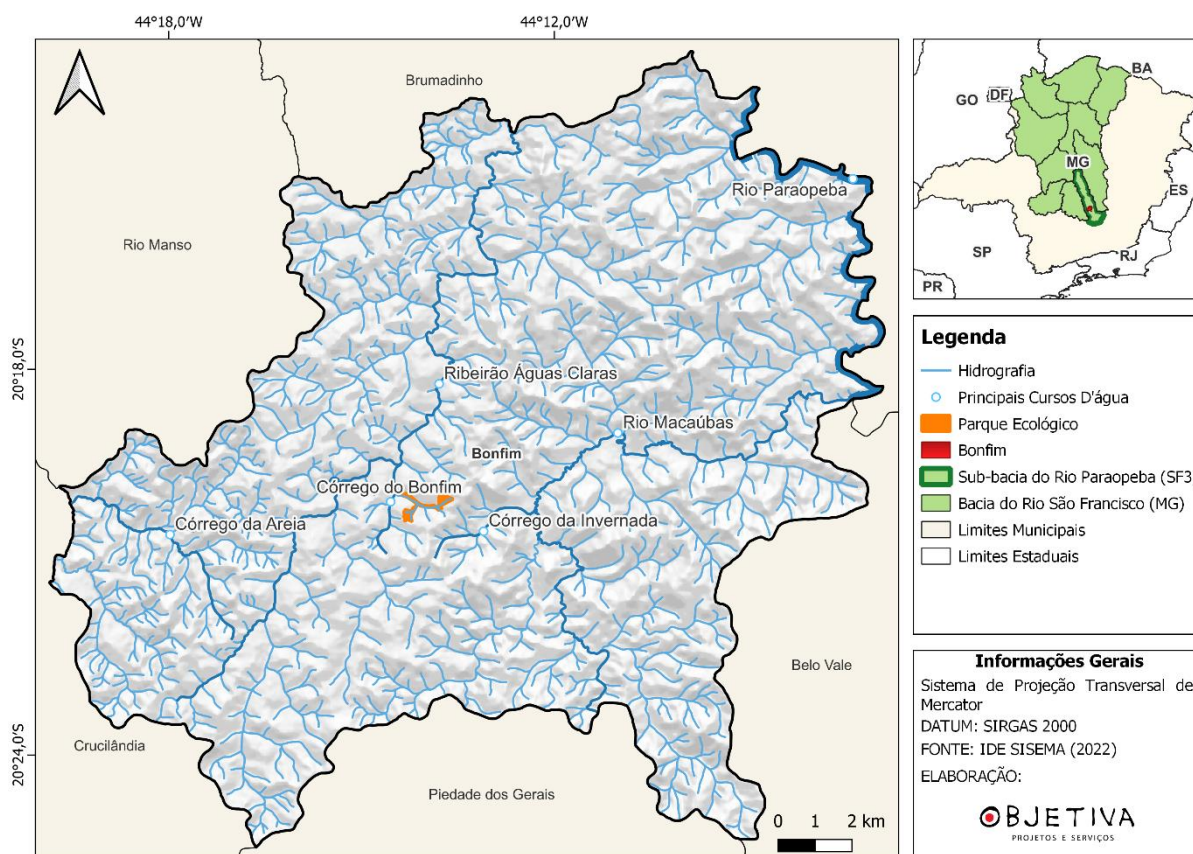 44°18,0'W
44°12,0'W
20°18,0'S
20°24,0'S
Brumadinho
Rio Manso
Rio Paraopeba
Ribeirão Águas Claras
Rio Macaúbas
Bonfim
Córrego do Bonfim
Córrego da Areia
Córrego da Invernada
Belo Vale
Crucilândia
Piedade dos Gerais
0 1 2 km
BA
GO
DF
MG
ES
SP
RJ
PR
Legenda
Hidrografia
Principais Cursos D'água
Parque Ecológico
Bonfim
Sub-bacia do Rio Paraopeba (SF3
Bacia do Rio São Francisco (MG)
Limites Municipais
Limites Estaduais
Informações Gerais
Sistema de Projeção Transversal de
Mercator
DATUM: SIRGAS 2000
FONTE: IDE SISEMA (2022)
ELABORAÇÃO:
OBJETIVA
PROJETOS E SERVIÇOS